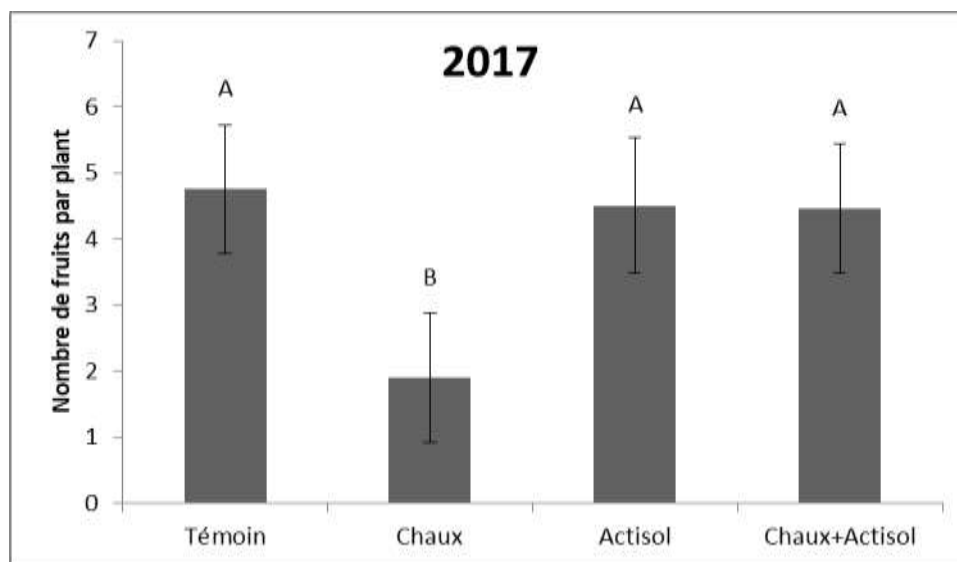 2017
Nombre de fruits par plant
7
6
5
4
3
2
1
0
A
B
A
A
Témoin
Chaux
Actisol
Chaux+Actisol